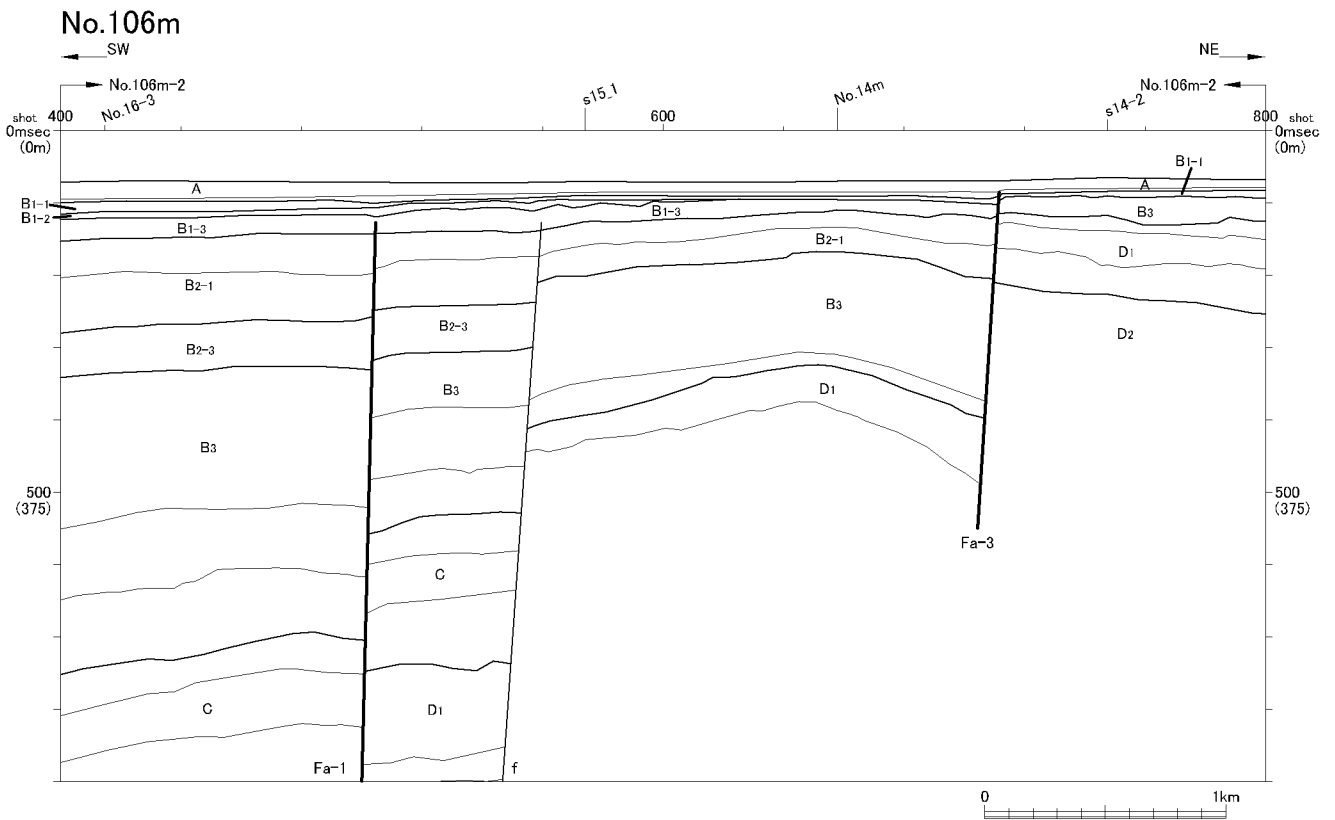 No.106m
SW
NE
No.106m-2
No.106m-2
No.16-3
s15_1
No.14m
s14-2
shot 400
600
800 shot
0msec
(0m)
0msec
(0m)
B1-1
A
A
B1-1
B1-2
B1-3
B1-3
B3
B2-1
D1
B2-1
B3
B2-3
D2
B2-3
B3
D1
B3
500
(375)
500
(375)
Fa-3
C
C
D1
Fa-1
f
0
1km